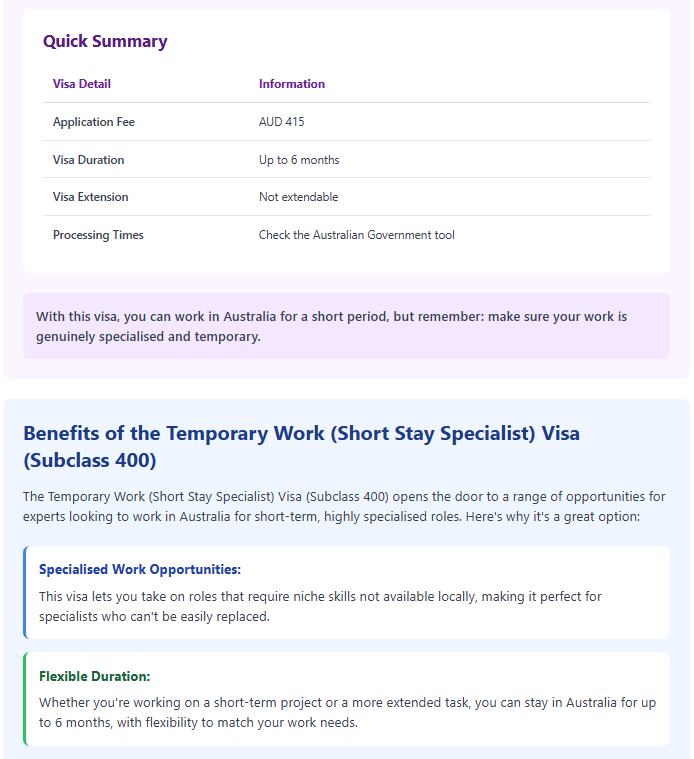 Quick Summary
Visa Detail Information
Application Fee AUD 415
Visa Duration Up to 6 months
Visa Extension Not extendable
Processing Times Check the Australian Government tool
With this visa, you can work in Australia for a short period, but remember: make sure your work is
genuinely specialised and temporary.
Benefits of the Temporary Work (Short Stay Specialist) Visa
(Subclass 400)
The Temporary Work (Short Stay Specialist) Visa (Subclass 400) opens the door to a range of opportunities for
experts looking to work in Australia for short-term, highly specialised roles. Here's why it's a great option:
Specialised Work Opportunities:
This visa lets you take on roles that require niche skills not available locally, making it perfect for
specialists who can't be easily replaced.
Flexible Duration:
Whether you're working on a short-term project or a more extended task, you can stay in Australia for up
to 6 months, with flexibility to match your work needs.